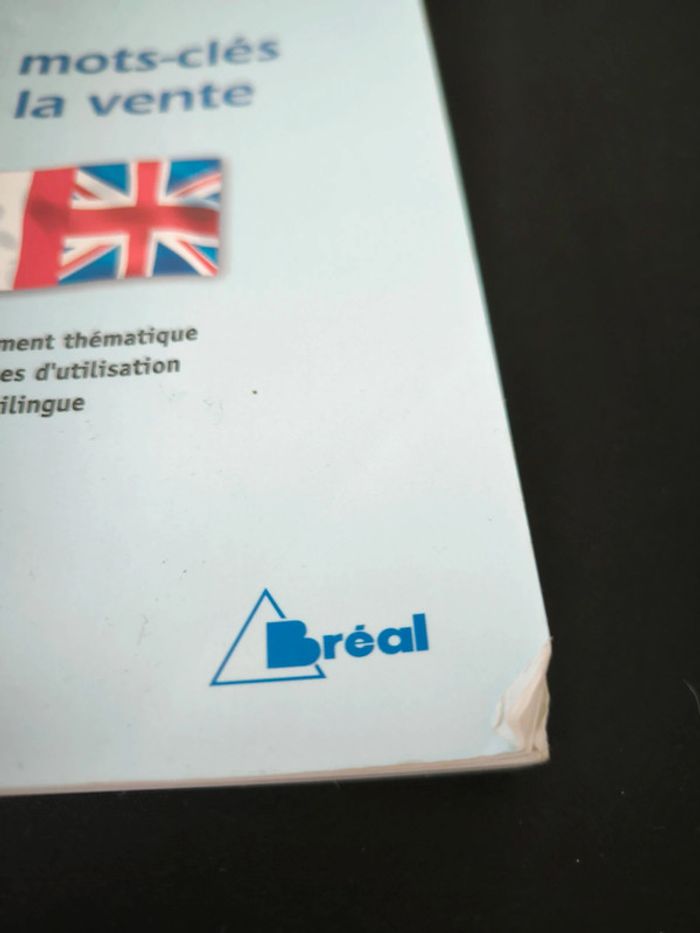 mots-clés
la vente
ment thématique
es d'utilisation
ilingue
Bréal